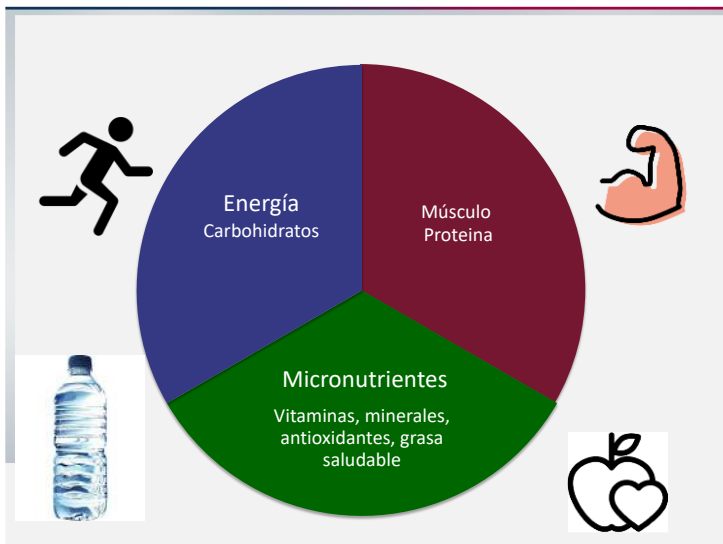 Energía
Carbohidratos
Músculo
Proteina
Micronutrientes
Vitaminas, minerales,
antioxidantes, grasa
saludable